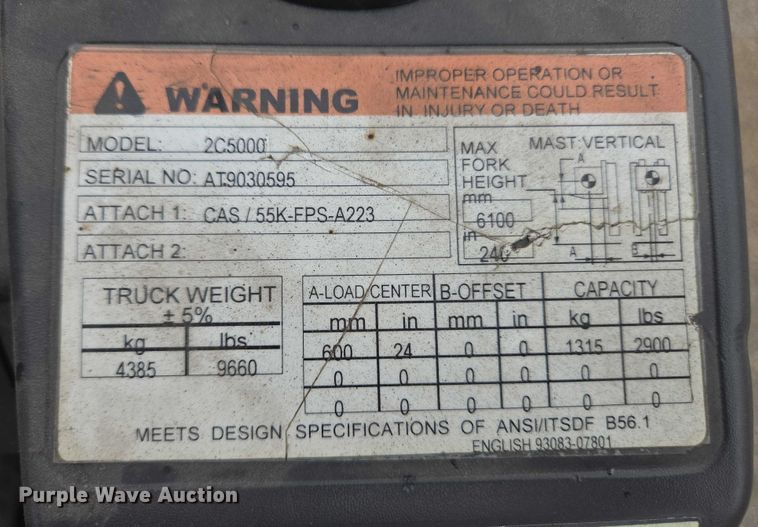 WARNING
IMPROPER OPERATION OR
MAINTENANCE COULD RESULT
IN INJURY OR DEATH
MODEL: 2C5000
SERIAL NO: AT9030595
ATTACH 1: CAS / 55K-FPS-A223
ATTACH 2:
MAX FORK HEIGHT
mm
6100
in
240
MAST: VERTICAL
A
A
B
TRUCK WEIGHT
± 5%
kg lbs
4385 9660
A-LOAD CENTER B-OFFSET CAPACITY
mm in mm in kg lbs
600 24 0 0 1315 2900
0 0 0 0 0 0
0 0 0 0 0 0
MEETS DESIGN SPECIFICATIONS OF ANSI/ITSDF B56.1
ENGLISH 93083-07801
Purple Wave Auction